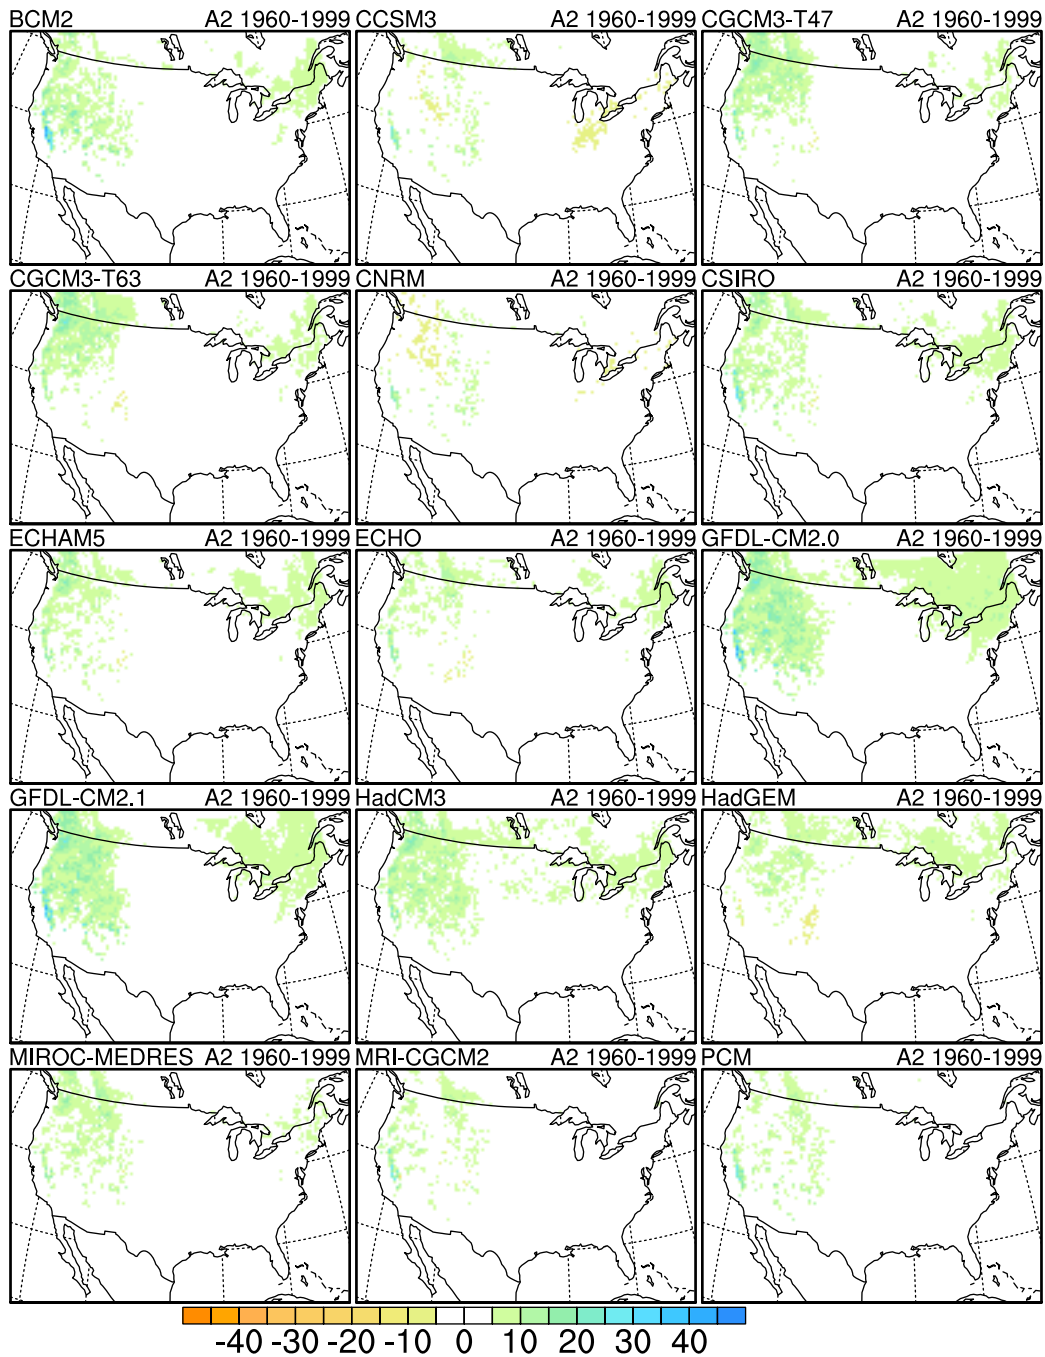 BCM2 A2 1960-1999 CCSM3 A2 1960-1999 CGCM3-T47 A2 1960-1999
CGCM3-T63 A2 1960-1999 CNRM A2 1960-1999 CSIRO A2 1960-1999
ECHAM5 A2 1960-1999 ECHO A2 1960-1999 GFDL-CM2.0 A2 1960-1999
GFDL-CM2.1 A2 1960-1999 HadCM3 A2 1960-1999 HadGEM A2 1960-1999
MIROC-MEDRES A2 1960-1999 MRI-CGCM2 A2 1960-1999 PCM A2 1960-1999
-40 -30 -20 -10 0 10 20 30 40